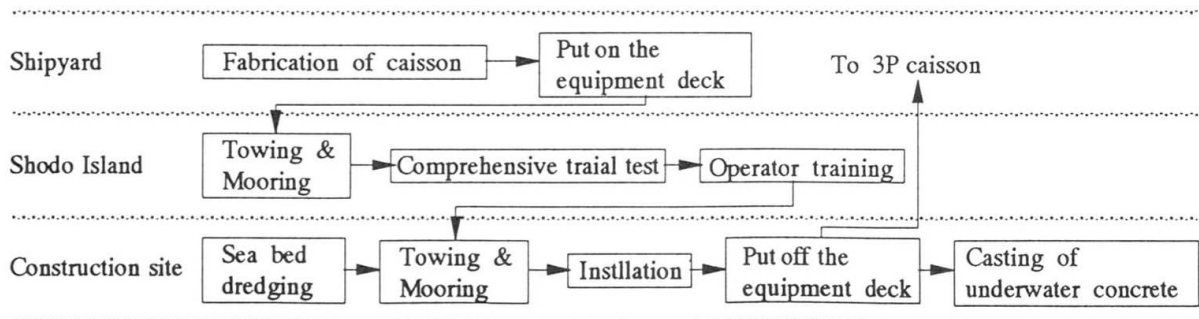 Shipyard
Fabrication of caisson
Put on the
equipment deck
To 3P caisson
Shodo Island
Towing &
Mooring
Comprehensive traial test
Operator training
Construction site
Sea bed
dredging
Towing &
Mooring
Instllation
Put off the
equipment deck
Casting of
underwater concrete